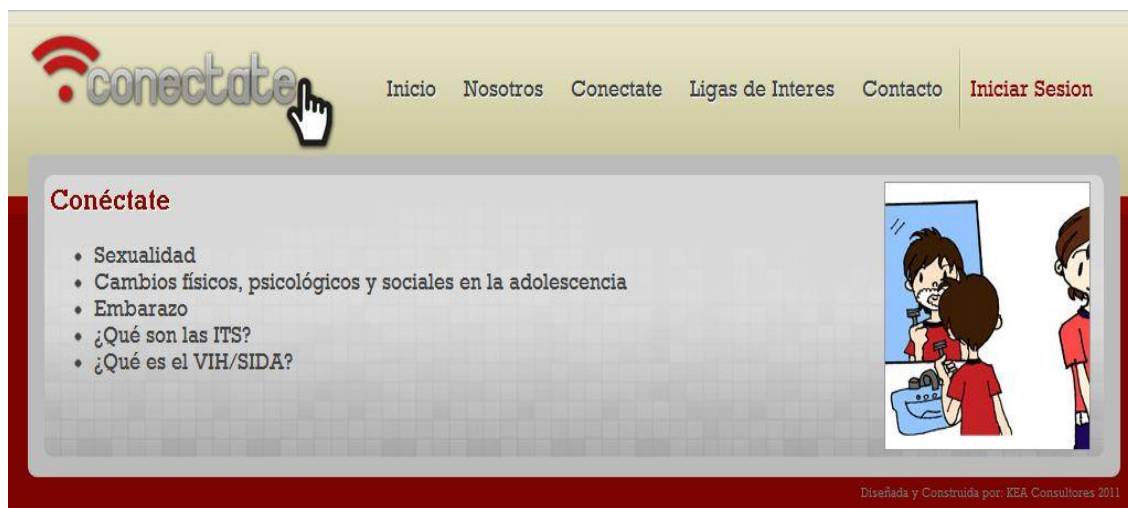 conectate
Inicio Nosotros Conectate Ligas de Interes Contacto Iniciar Sesion
Conéctate
• Sexualidad
• Cambios físicos, psicológicos y sociales en la adolescencia
• Embarazo
• ¿Qué son las ITS?
• ¿Qué es el VIH/SIDA?
Diseñada y Construida por: KEA Consultores 2011